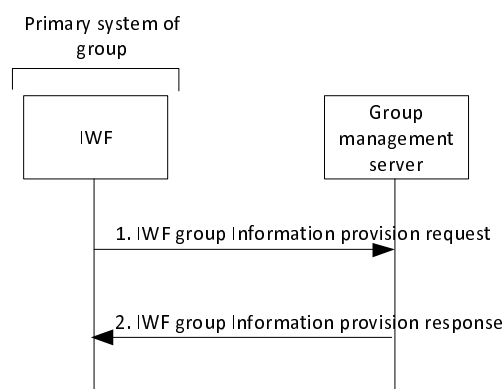 Primary system of
group
IWF
Group
management
server
1. IWF group Information provision request
2. IWF group Information provision response